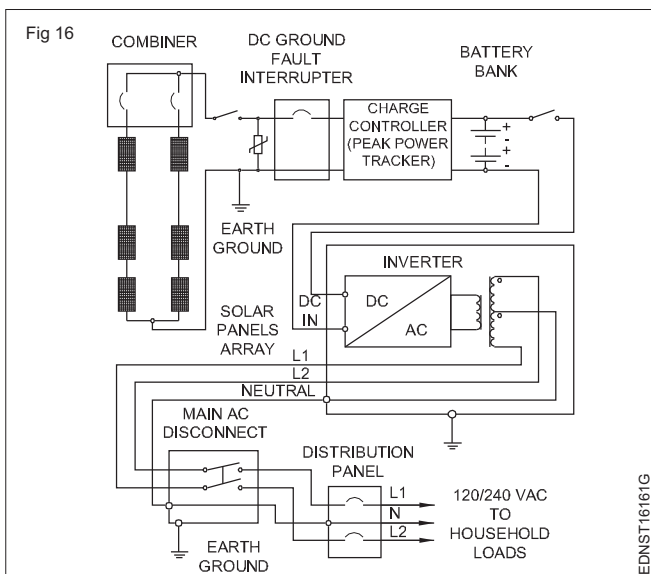 Fig 16
COMBINER
DC GROUND
FAULT
INTERRUPTER
BATTERY
BANK
CHARGE
CONTROLLER
(PEAK POWER
TRACKER)
+
-
+
-
EARTH
GROUND
INVERTER
DC
IN
DC
AC
SOLAR
PANELS
ARRAY
L1
L2
NEUTRAL
MAIN AC
DISCONNECT
DISTRIBUTION
PANEL
L1
N
L2
120/240 VAC
TO
HOUSEHOLD
LOADS
EARTH
GROUND
EDNST16161G